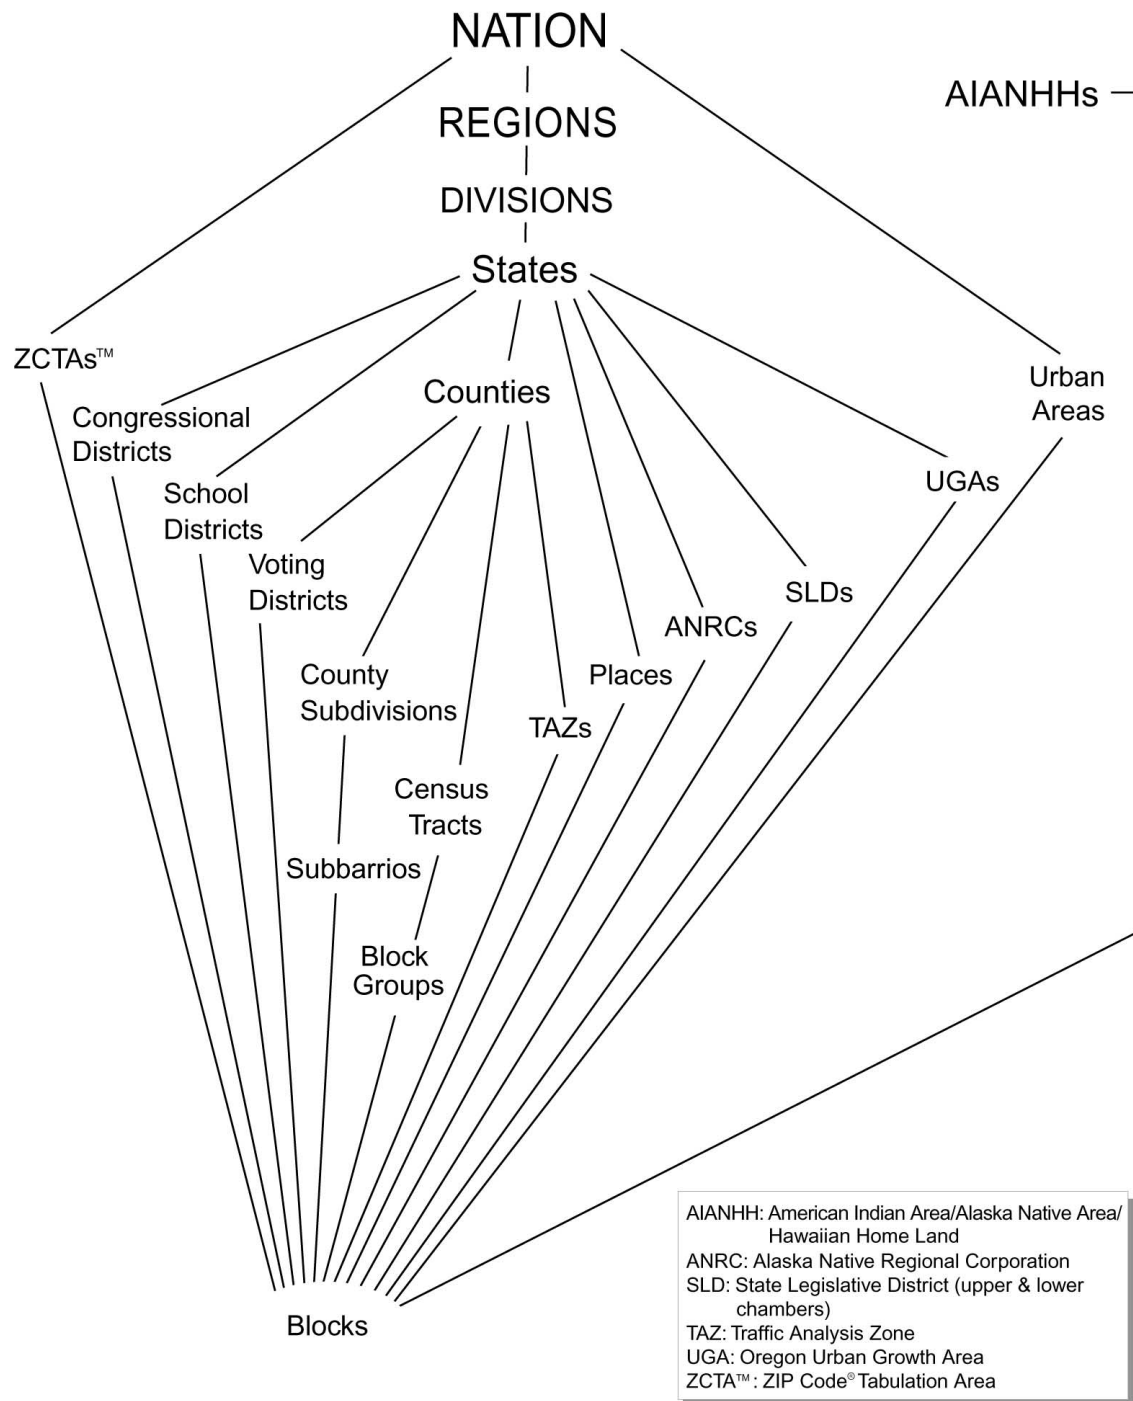 NATION
AIANHHs
REGIONS
DIVISIONS
States
ZCTAs™
Counties
Urban
Areas
Congressional
Districts
School
Districts
UGAs
Voting
Districts
SLDs
ANRCs
County
Subdivisions
Places
TAZs
Census
Tracts
Subbarrios
Block
Groups
Blocks
AIANHH: American Indian Area/Alaska Native Area/
Hawaiian Home Land
ANRC: Alaska Native Regional Corporation
SLD: State Legislative District (upper & lower
chambers)
TAZ: Traffic Analysis Zone
UGA: Oregon Urban Growth Area
ZCTA™ : ZIP Code® Tabulation Area